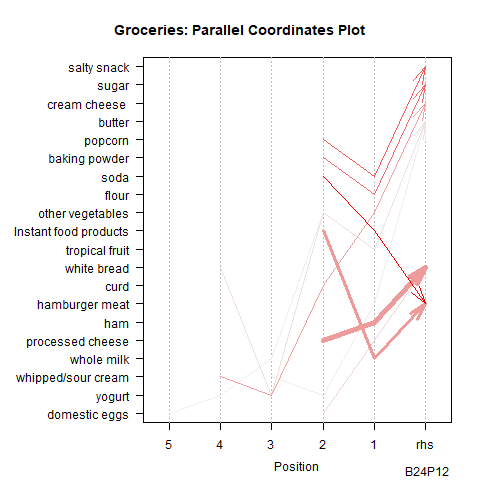 Groceries: Parallel Coordinates Plot
salty snack
sugar
cream cheese
butter
popcorn
baking powder
soda
flour
other vegetables
Instant food products
tropical fruit
white bread
curd
hamburger meat
ham
processed cheese
whole milk
whipped/sour cream
yogurt
domestic eggs
5 4 3 2 1 rhs
Position
B24P12